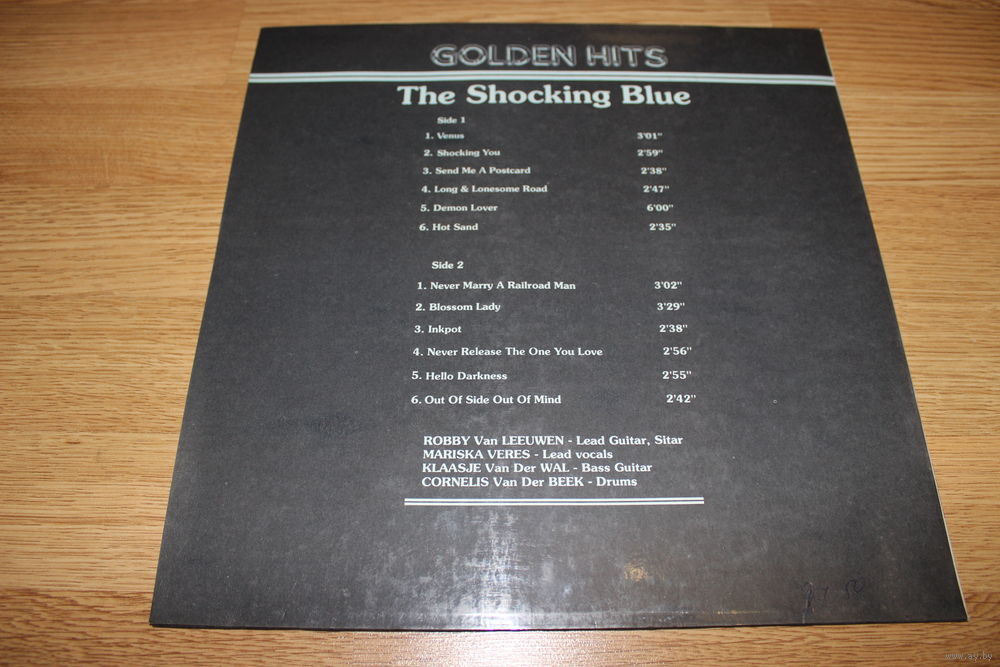 GOLDEN HITS
The Shocking Blue
Side 1
1. Venus 3'01"
2. Shocking You 2'59"
3. Send Me A Postcard 2'38"
4. Long & Lonesome Road 2'47"
5. Demon Lover 6'00"
6. Hot Sand 2'35"
Side 2
1. Never Marry A Railroad Man 3'02"
2. Blossom Lady 3'29"
3. Inkpot 2'38"
4. Never Release The One You Love 2'56"
5. Hello Darkness 2'55"
6. Out Of Side Out Of Mind 2'42"
ROBBY Van LEEUWEN - Lead Guitar, Sitar
MARISKA VERES - Lead vocals
KLAASJE Van Der WAL - Bass Guitar
CORNELIS Van Der BEEK - Drums
www.ay.by